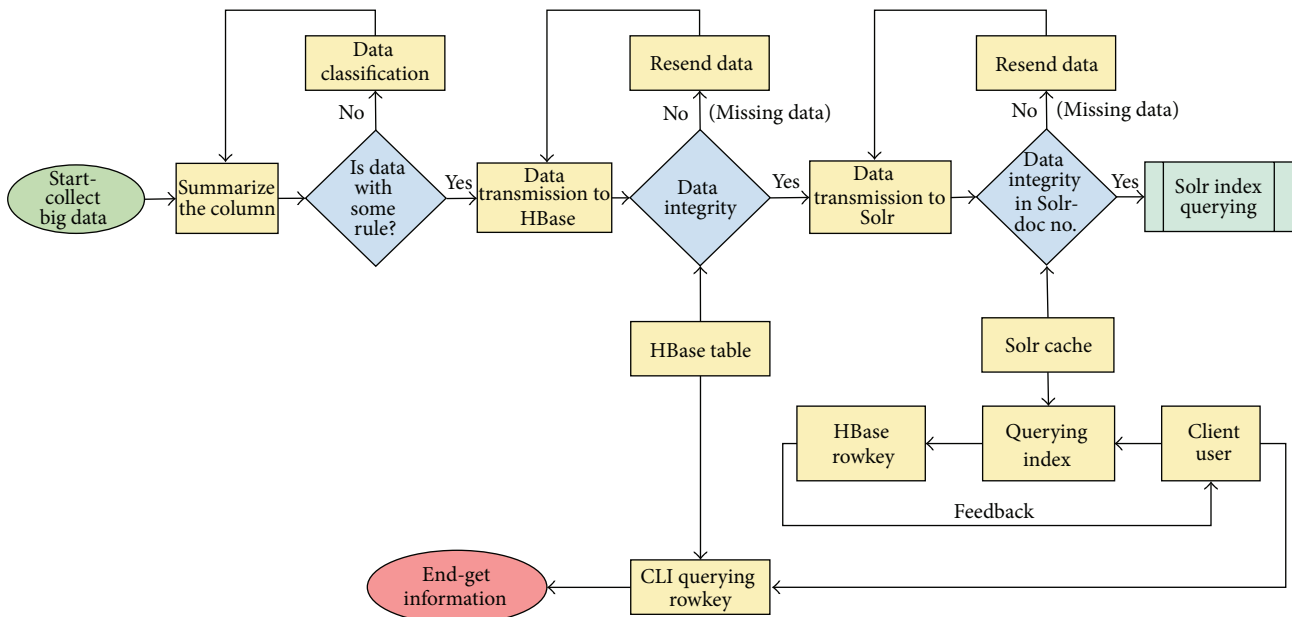 Data
classification
Resend data
Resend data
No
No
(Missing data)
No
(Missing data)
Start-
collect
big data
Summarize
the column
Is data
with
some
rule?
Yes
Data
transmission to
HBase
Data
integrity
Yes
Data
transmission to
Solr
Data
integrity
in Solr-
doc no.
Yes
Solr index
querying
HBase table
Solr cache
HBase
rowkey
Querying
index
Client
user
Feedback
End-get
information
CLI querying
rowkey